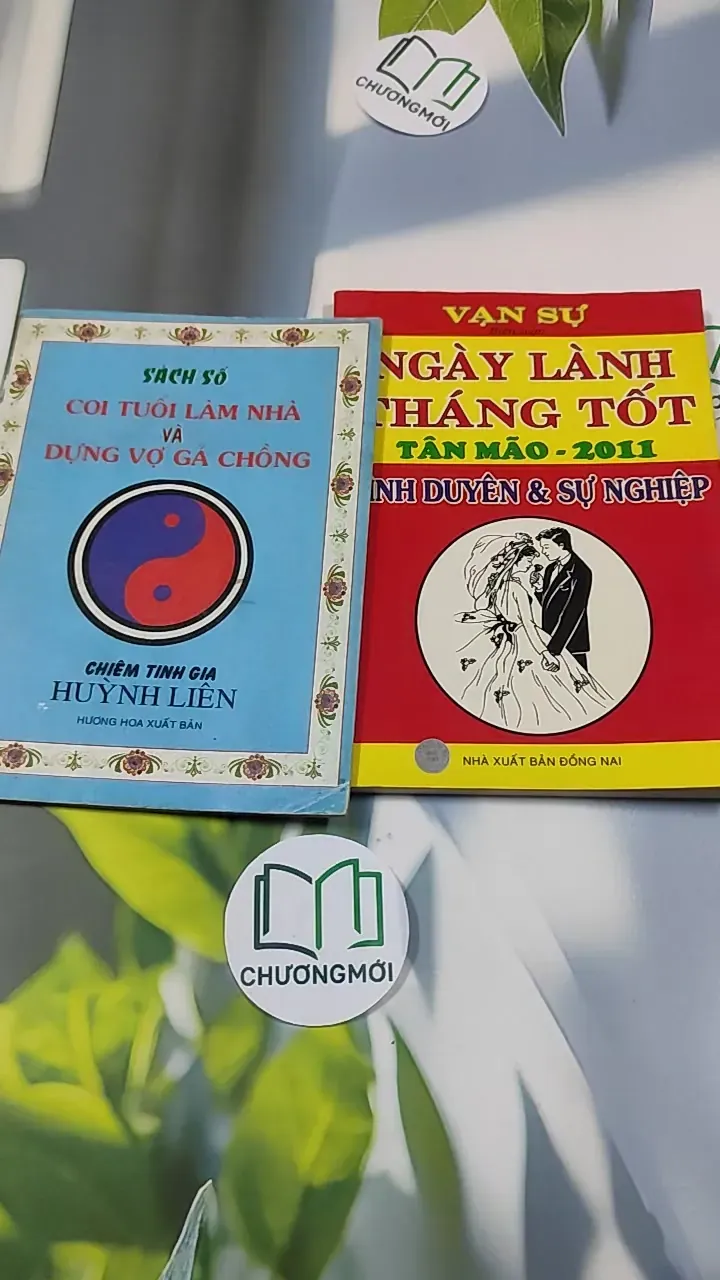 CHƯƠNGMỚI
SÁCH SỐ
COI TUỔI LÀM NHÀ
VÀ
DỰNG VỢ GẢ CHỒNG
CHIÊM TINH GIA
HUỲNH LIÊN
HƯƠNG HOA XUẤT BẢN
VẠN SỰ
NGÀY LÀNH
THÁNG TỐT
TÂN MÃO - 2011
INH DUYÊN & SỰ NGHIỆP
NHÀ XUẤT BẢN ĐỒNG NAI
CHƯƠNGMỚI